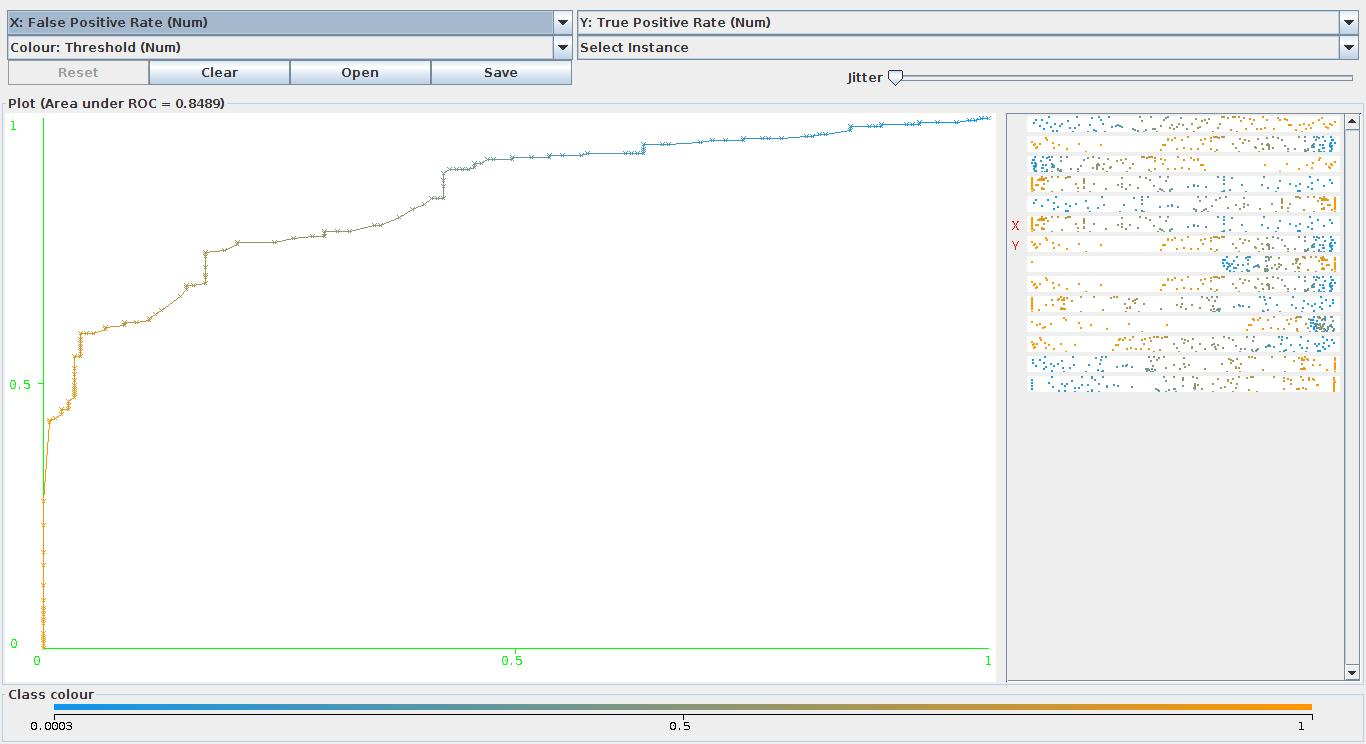 X: False Positive Rate (Num)
Y: True Positive Rate (Num)
Colour: Threshold (Num)
Select Instance
Reset
Clear
Open
Save
Jitter
Plot (Area under ROC = 0.8489)
1
0.5
0
0
0.5
1
X
Y
Class colour
0.0003
0.5
1